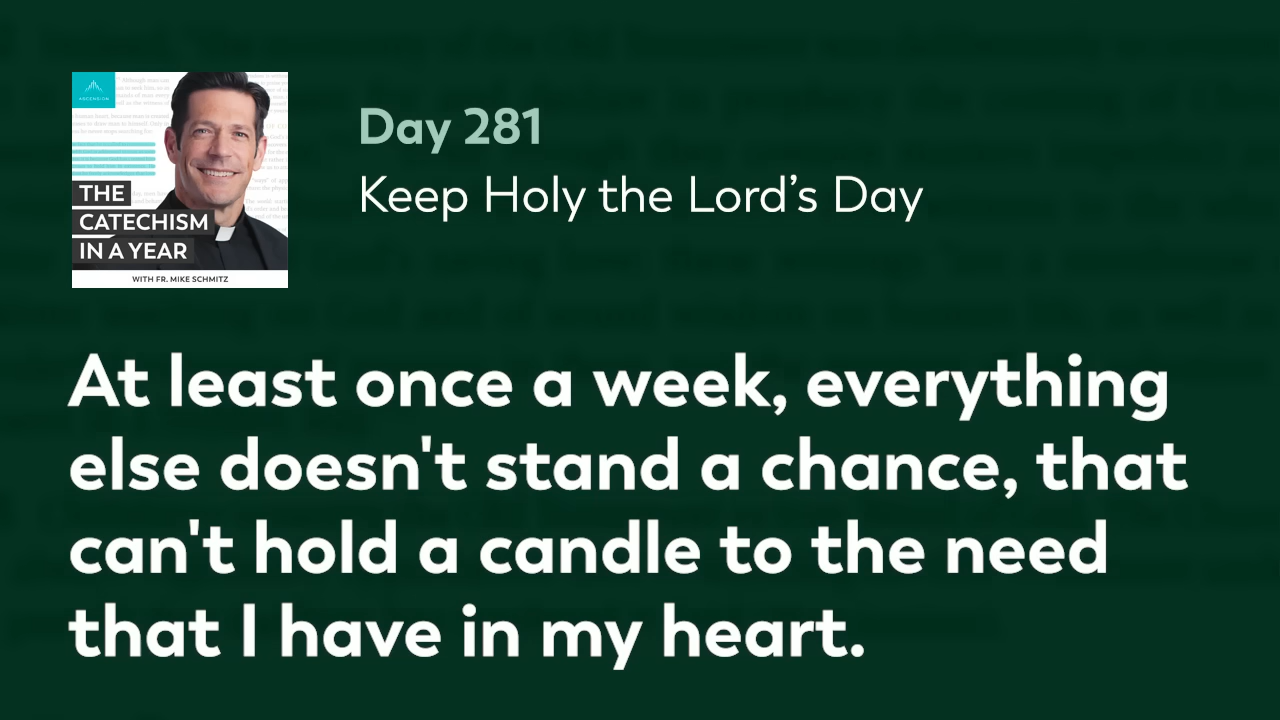 ASCENSION
THE
CATECHISM
IN A YEAR
WITH FR. MIKE SCHMITZ
Day 281
Keep Holy the Lord’s Day
At least once a week, everything
else doesn't stand a chance, that
can't hold a candle to the need
that I have in my heart.